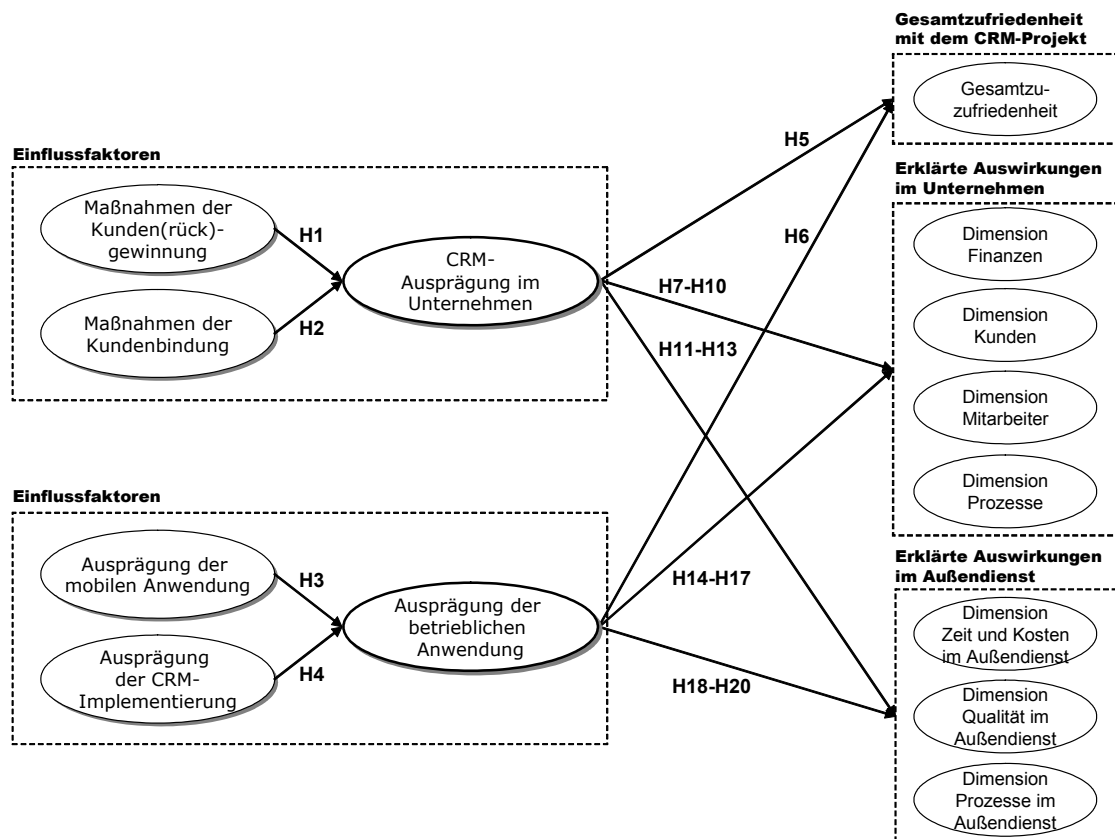 Gesamtzufriedenheit
mit dem CRM-Projekt
Gesamtzu-
zufriedenheit
H5
Einflussfaktoren
Maßnahmen der
Kunden(rück)-
gewinnung
H1
CRM-
Ausprägung im
Unternehmen
Maßnahmen der
Kundenbindung
H2
H6
H7-H10
H11-H13
Erklärte Auswirkungen
im Unternehmen
Dimension
Finanzen
Dimension
Kunden
Dimension
Mitarbeiter
Dimension
Prozesse
Einflussfaktoren
Ausprägung der
mobilen Anwendung
H3
Ausprägung der
betrieblichen
Anwendung
Ausprägung
der CRM-
Implementierung
H4
H14-H17
H18-H20
Erklärte Auswirkungen
im Außendienst
Dimension
Zeit und Kosten
im Außendienst
Dimension
Qualität im
Außendienst
Dimension
Prozesse im
Außendienst